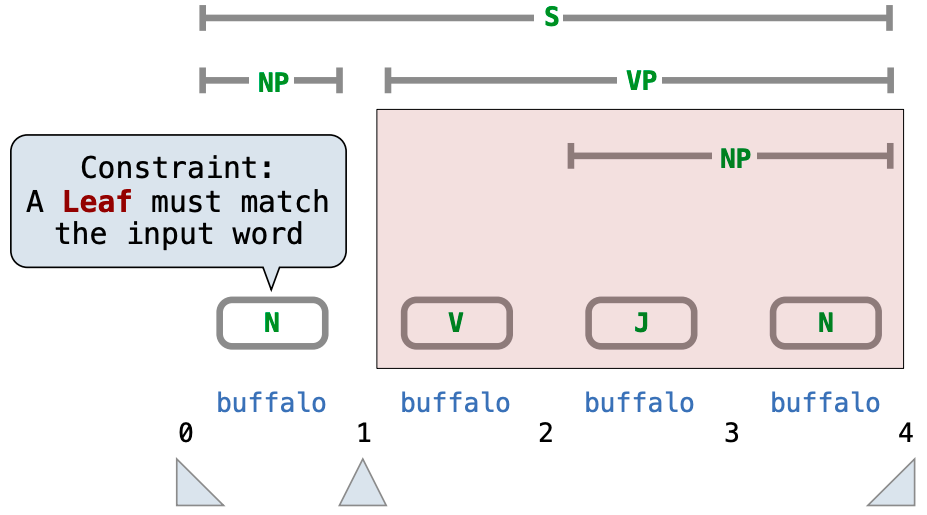 S
NP VP
NP
Constraint:
A Leaf must match
the input word
N V J N
buffalo buffalo buffalo buffalo
0 1 2 3 4